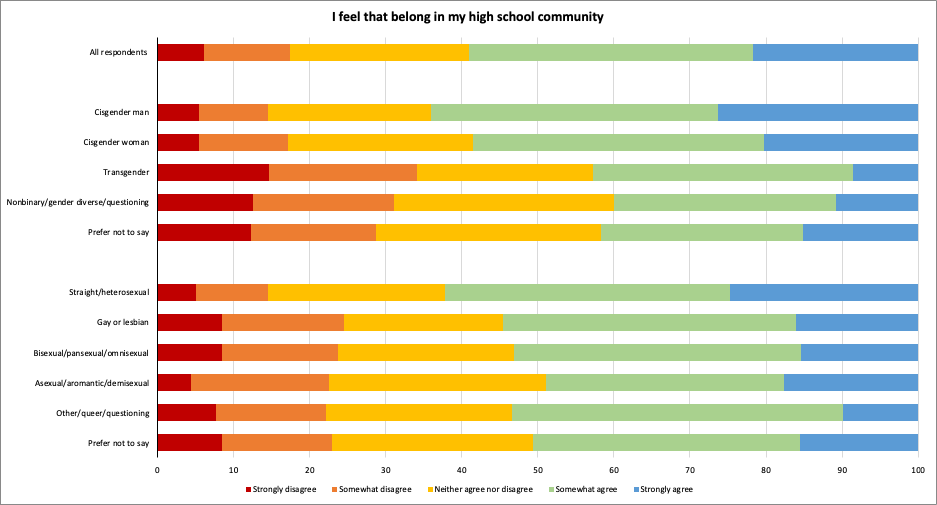 I feel that belong in my high school community
All respondents
Cisgender man
Cisgender woman
Transgender
Nonbinary/gender diverse/questioning
Prefer not to say
Straight/heterosexual
Gay or lesbian
Bisexual/pansexual/omnisexual
Asexual/aromantic/demisexual
Other/queer/questioning
Prefer not to say
0 10 20 30 40 50 60 70 80 90 100
Strongly disagree Somewhat disagree Neither agree nor disagree Somewhat agree Strongly agree